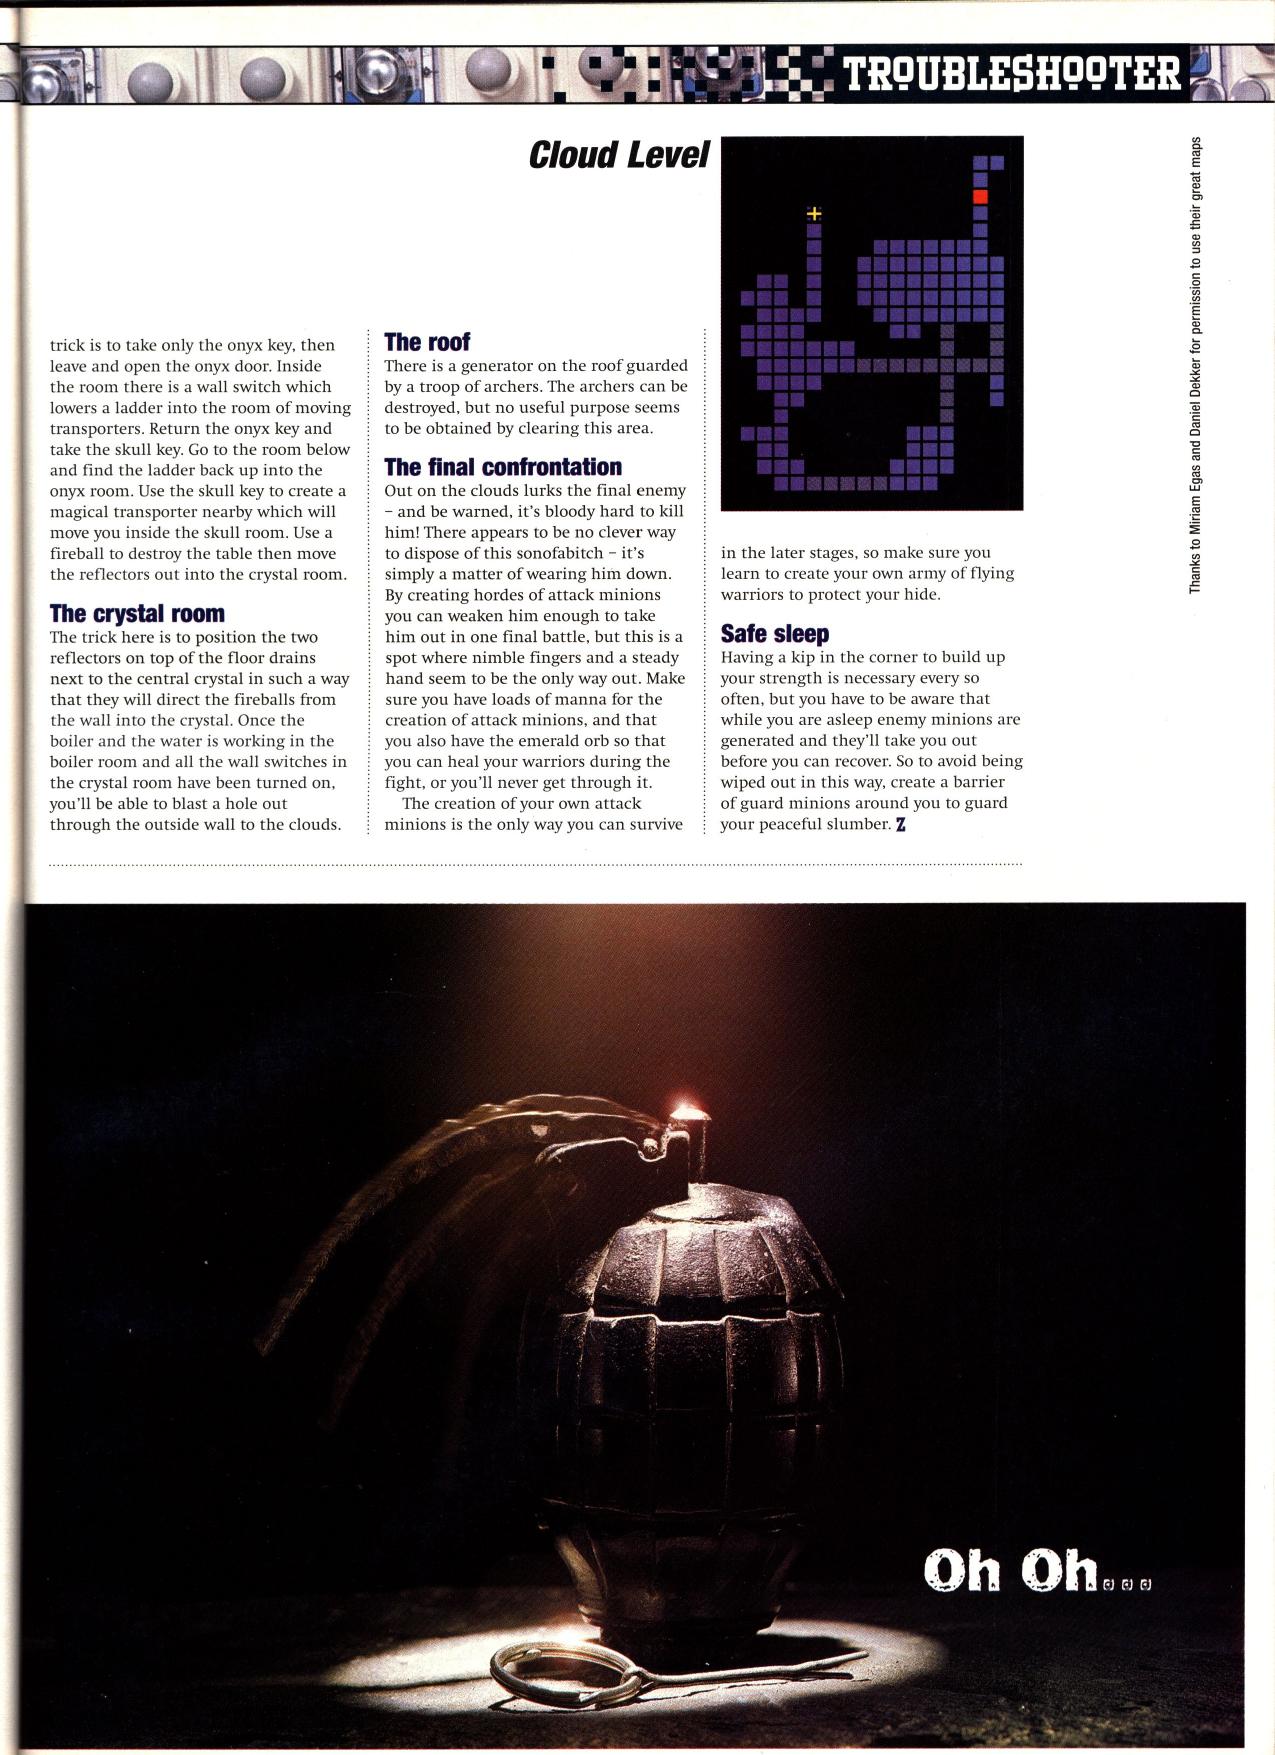 TROUBLESHOOTER
Cloud Level
trick is to take only the onyx key, then
leave and open the onyx door. Inside
the room there is a wall switch which
lowers a ladder into the room of moving
transporters. Return the onyx key and
take the skull key. Go to the room below
and find the ladder back up into the
onyx room. Use the skull key to create a
magical transporter nearby which will
move you inside the skull room. Use a
fireball to destroy the table then move
the reflectors out into the crystal room.
The crystal room
The trick here is to position the two
reflectors on top of the floor drains
next to the central crystal in such a way
that they will direct the fireballs from
the wall into the crystal. Once the
boiler and the water is working in the
boiler room and all the wall switches in
the crystal room have been turned on,
you'll be able to blast a hole out
through the outside wall to the clouds.
The roof
There is a generator on the roof guarded
by a troop of archers. The archers can be
destroyed, but no useful purpose seems
to be obtained by clearing this area.
The final confrontation
Out on the clouds lurks the final enemy
– and be warned, it's bloody hard to kill
him! There appears to be no clever way
to dispose of this sonofabitch – it's
simply a matter of wearing him down.
By creating hordes of attack minions
you can weaken him enough to take
him out in one final battle, but this is a
spot where nimble fingers and a steady
hand seem to be the only way out. Make
sure you have loads of manna for the
creation of attack minions, and that
you also have the emerald orb so that
you can heal your warriors during the
fight, or you'll never get through it.
The creation of your own attack
minions is the only way you can survive
in the later stages, so make sure you
learn to create your own army of flying
warriors to protect your hide.
Safe sleep
Having a kip in the corner to build up
your strength is necessary every so
often, but you have to be aware that
while you are asleep enemy minions are
generated and they'll take you out
before you can recover. So to avoid being
wiped out in this way, create a barrier
of guard minions around you to guard
your peaceful slumber. Z
Thanks to Miriam Egas and Daniel Dekker for permission to use their great maps
Oh Oh...